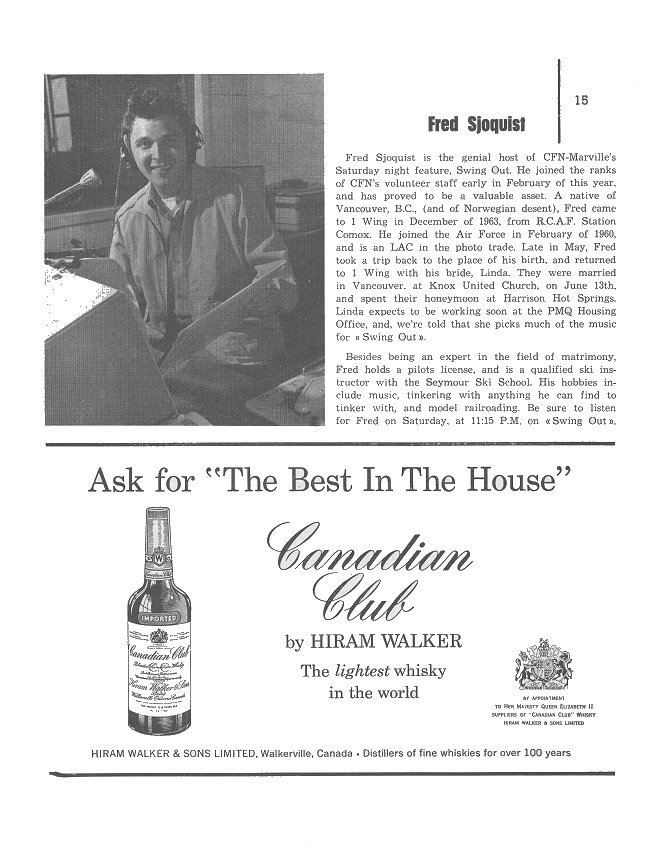 15
Fred Sjoquist
Fred Sjoquist is the genial host of CFN-Marville's
Saturday night feature, Swing Out. He joined the ranks
of CFN's volunteer staff early in February of this year,
and has proved to be a valuable asset. A native of
Vancouver, B.C., (and of Norwegian desent), Fred came
to 1 Wing in December of 1963, from R.C.A.F. Station
Comox. He joined the Air Force in February of 1960,
and is an LAC in the photo trade. Late in May, Fred
took a trip back to the place of his birth, and returned
to 1 Wing with his bride, Linda. They were married
in Vancouver, at Knox United Church, on June 13th,
and spent their honeymoon at Harrison Hot Springs.
Linda expects to be working soon at the PMQ Housing
Office, and, we're told that she picks much of the music
for « Swing Out ».
Besides being an expert in the field of matrimony,
Fred holds a pilots license, and is a qualified ski ins-
tructor with the Seymour Ski School. His hobbies in-
clude music, tinkering with anything he can find to
tinker with, and model railroading. Be sure to listen
for Fred on Saturday, at 11:15 P.M. on « Swing Out ».
Ask for "The Best In The House"
IMPORTED
Canadian Club
Hiram Walker & Sons
Canadian
Club
by HIRAM WALKER
The lightest whisky
in the world
BY APPOINTMENT
TO HER MAJESTY QUEEN ELIZABETH II
SUPPLIERS OF "CANADIAN CLUB" WHISKY
HIRAM WALKER & SONS LIMITED
HIRAM WALKER & SONS LIMITED, Walkerville, Canada • Distillers of fine whiskies for over 100 years